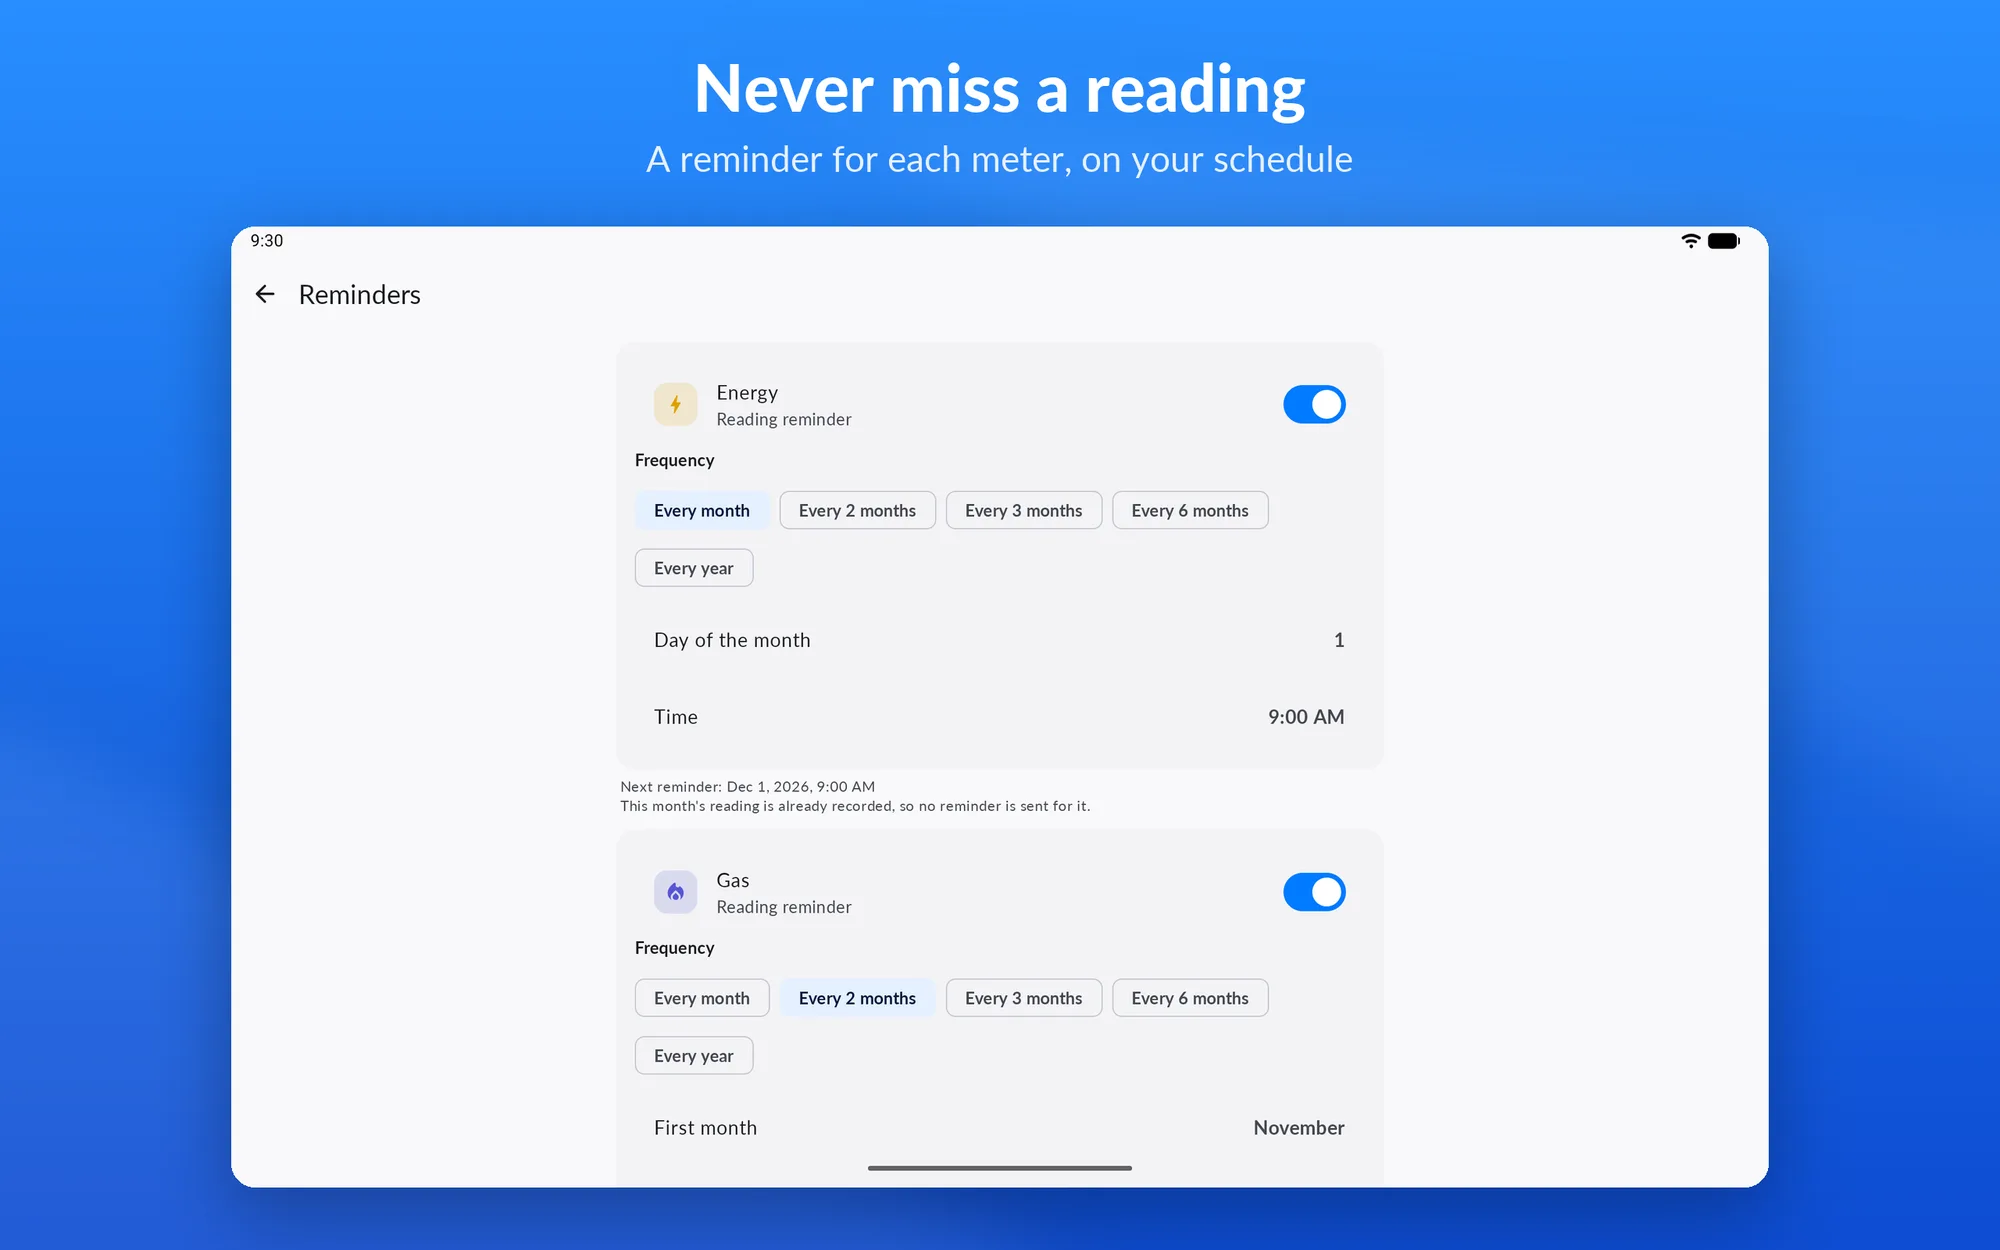 Never miss a reading
A reminder for each meter, on your schedule
9:30
Reminders
Energy
Reading reminder
Frequency
Every month
Every 2 months
Every 3 months
Every 6 months
Every year
Day of the month
1
Time
9:00 AM
Next reminder: Dec 1, 2026, 9:00 AM
This month's reading is already recorded, so no reminder is sent for it.
Gas
Reading reminder
Frequency
Every month
Every 2 months
Every 3 months
Every 6 months
Every year
First month
November